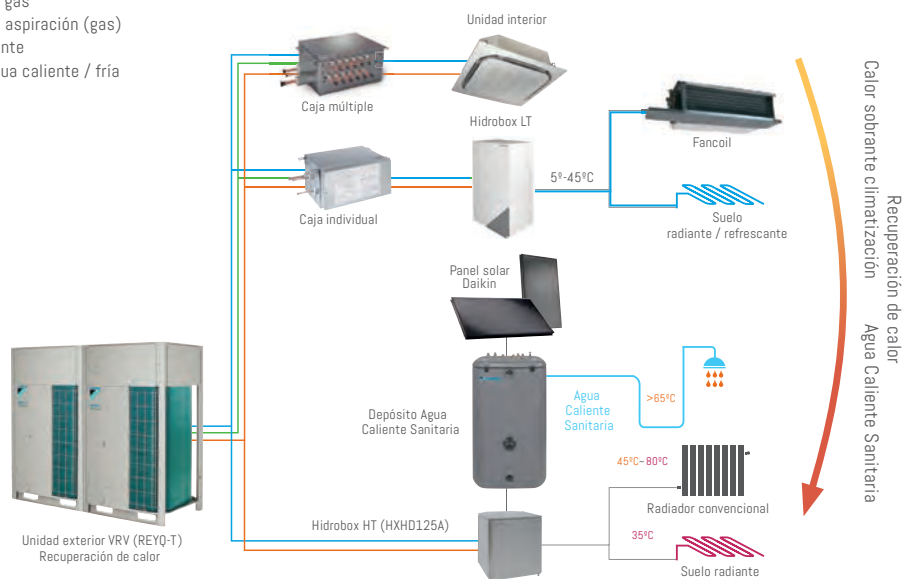 gas
aspiración (gas)
nte
ua caliente / fría
Unidad interior
Caja múltiple
Hidrobox LT
Fancoil
5º-45ºC
Caja individual
Suelo
radiante / refrescante
Panel solar
Daikin
Depósito Agua
Caliente Sanitaria
Agua
Caliente
Sanitaria
>65ºC
45ºC~80ºC
Radiador convencional
Hidrobox HT (HXHD125A)
35ºC
Suelo radiante
Unidad exterior VRV (REYQ-T)
Recuperación de calor
Recuperación de calor
Calor sobrante climatización
Agua Caliente Sanitaria